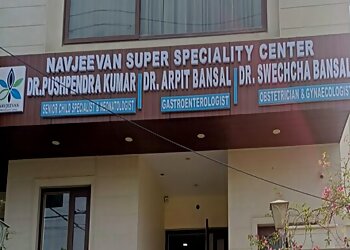 NAVJEEVAN SUPER SPECIALITY CENTER
DR.PUSHPENDRA KUMAR DR. ARPIT BANSAL DR. SWECHCHA BANSAL
SENIOR CHILD SPECIALIST & NEONATOLOGIST GASTROENTEROLOGIST OBSTETRICIAN & GYNAECOLOGIST
NAVJEEVAN